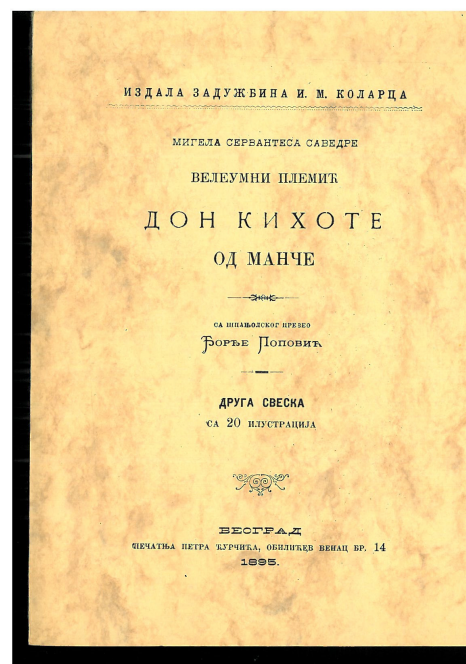 ИЗДАЛА ЗАДУЖБИНА И. М. КОЛАРЦА
МИГЕЛА СЕРВАНТЕСА САВЕДРЕ
ВЕЛЕУМНИ ПЛЕМИЋ
ДОН КИХОТЕ
ОД МАНЧЕ
СА ШПАЊОЛСКОГ ПРЕВЕО
Ђорђе Поповић
ДРУГА СВЕСКА
СА 20 ИЛУСТРАЦИЈА
БЕОГРАД
ПЕЧАТЊА ПЕТРА ЋУРЧИЋА, ОБИЛИЋЕВ ВЕНАЦ БР. 14
1895.